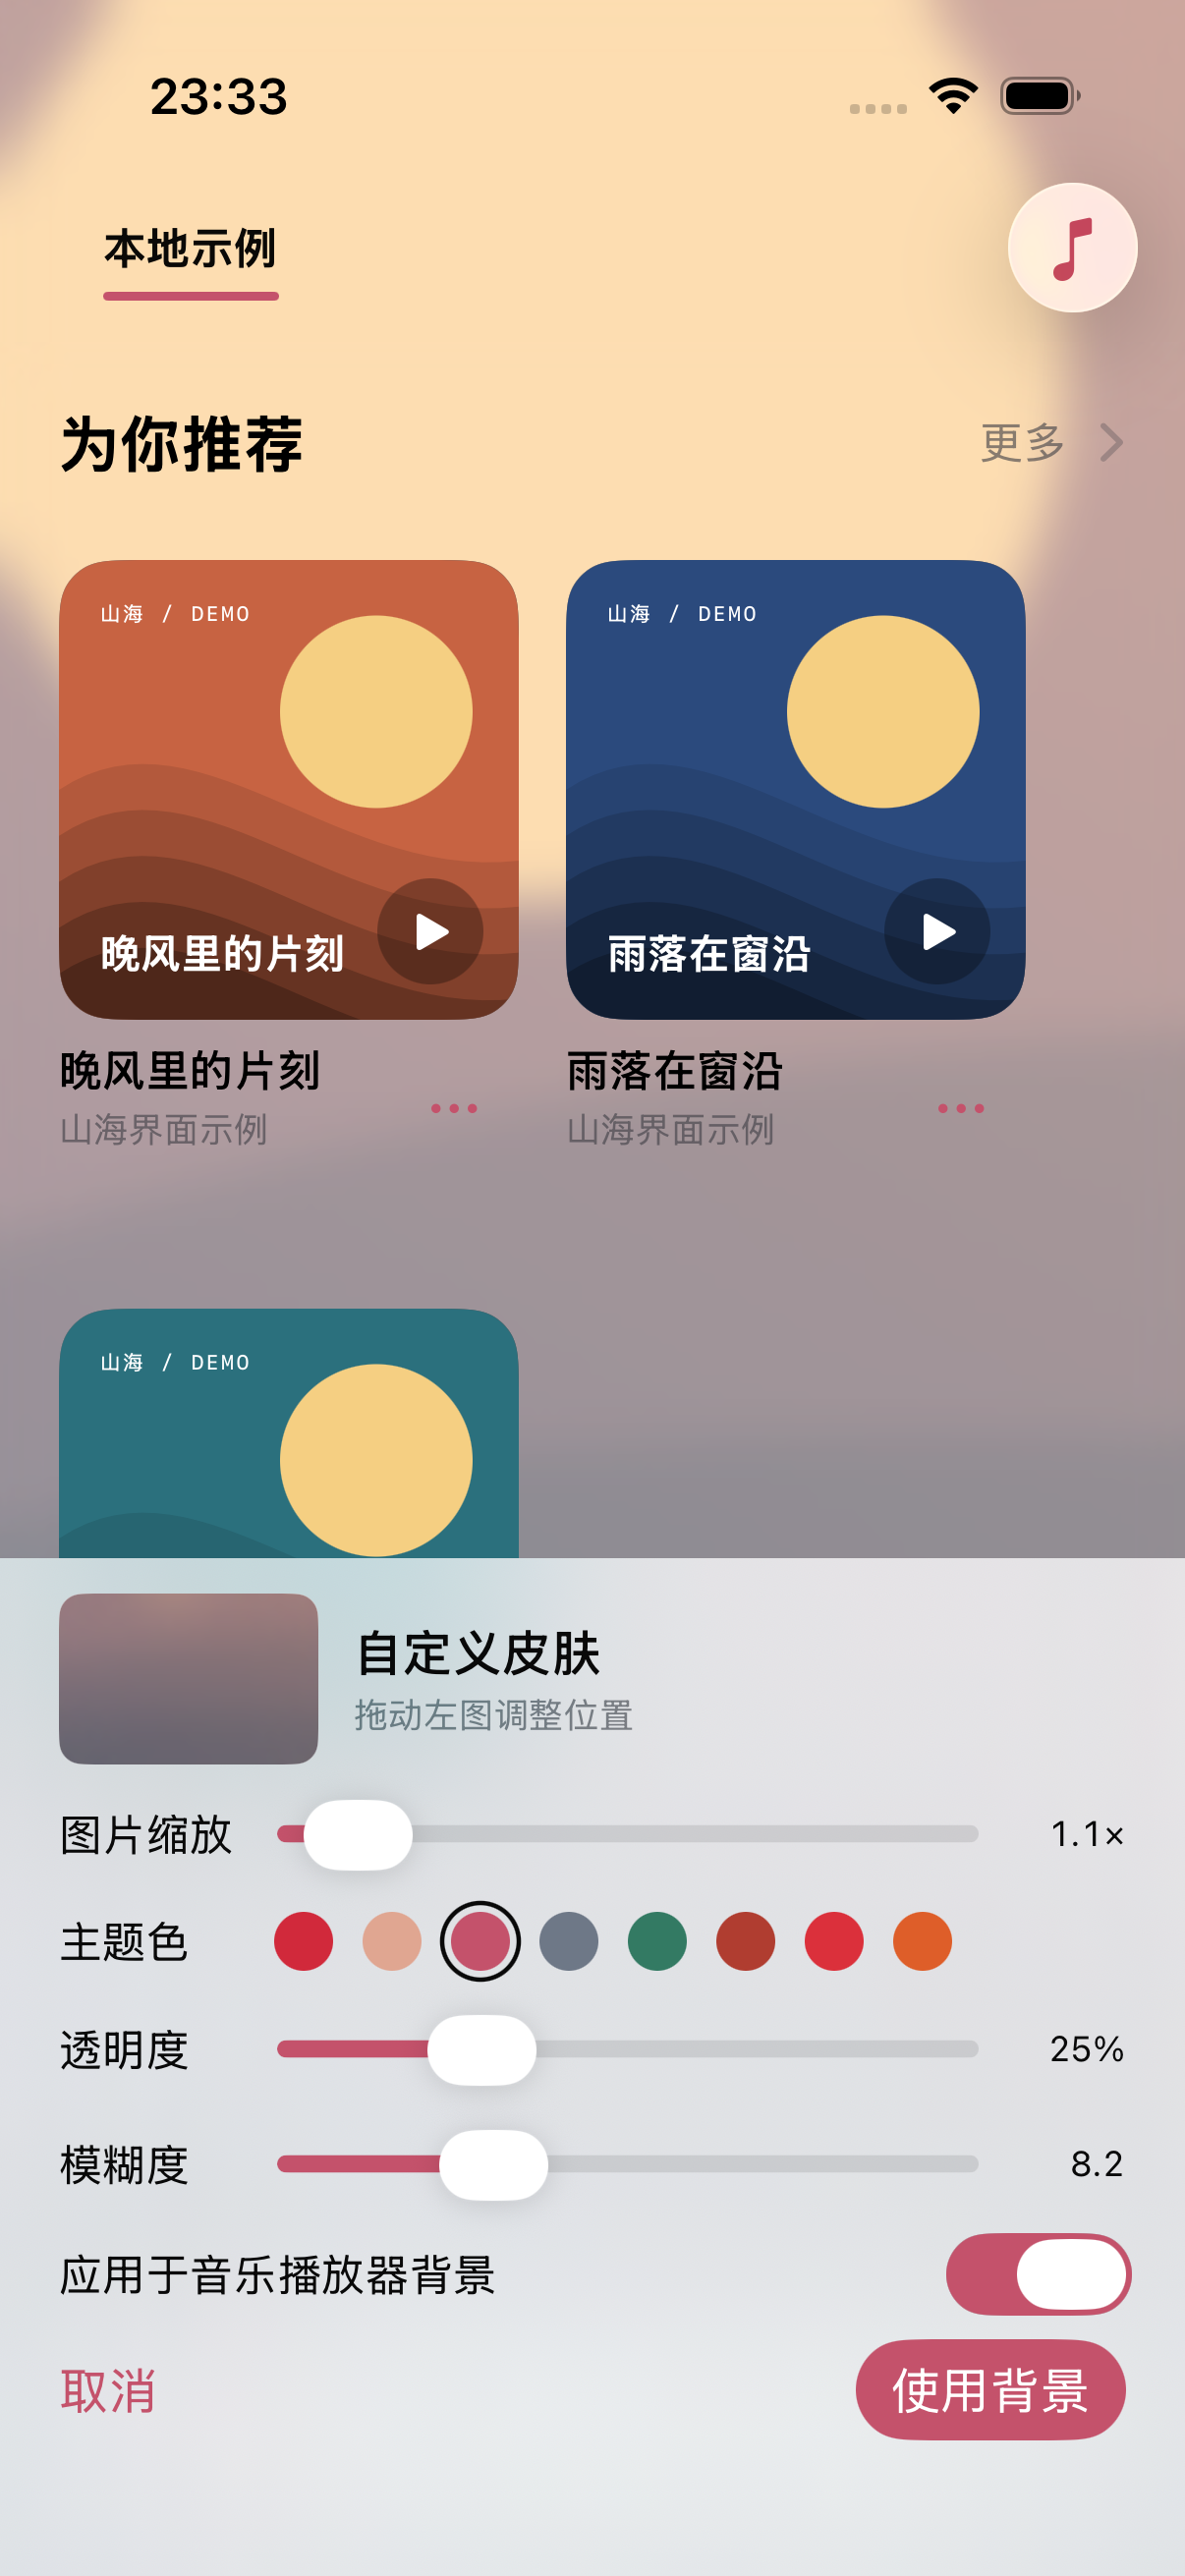 23:33
本地示例
为你推荐
更多
山海 / DEMO
晚风里的片刻
山海 / DEMO
雨落在窗沿
晚风里的片刻
山海界面示例
雨落在窗沿
山海界面示例
山海 / DEMO
自定义皮肤
拖动左图调整位置
图片缩放
1.1×
主题色
透明度
25%
模糊度
8.2
应用于音乐播放器背景
取消
使用背景